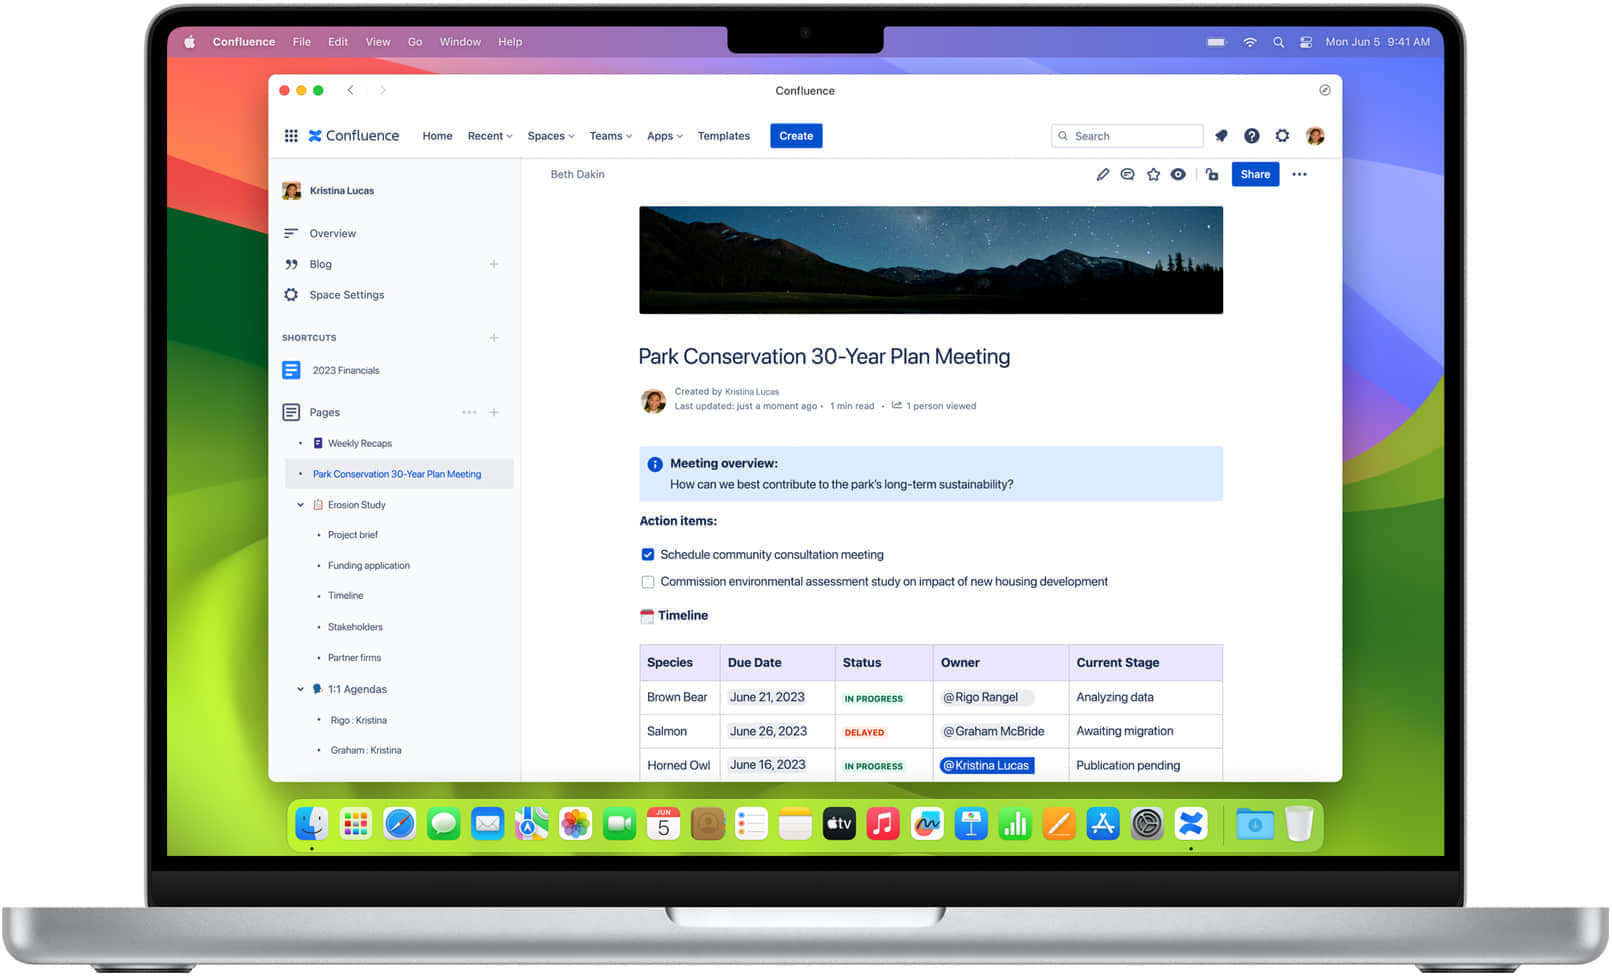 Confluence File Edit View Go Window Help Mon Jun 5 9:41 AM
Confluence
Confluence Home Recent Spaces Teams Apps Templates Create Search
Kristina Lucas
Overview
Blog
Space Settings
SHORTCUTS
2023 Financials
Pages
Weekly Recaps
Park Conservation 30-Year Plan Meeting
Erosion Study
Project brief
Funding application
Timeline
Stakeholders
Partner firms
1:1 Agendas
Rigo : Kristina
Graham : Kristina
Beth Dakin Share
Park Conservation 30-Year Plan Meeting
Created by Kristina Lucas
Last updated: just a moment ago • 1 min read • 1 person viewed
Meeting overview:
How can we best contribute to the park's long-term sustainability?
Action items:
Schedule community consultation meeting
Commission environmental assessment study on impact of new housing development
Timeline
Species Due Date Status Owner Current Stage
Brown Bear June 21, 2023 IN PROGRESS @Rigo Rangel Analyzing data
Salmon June 26, 2023 DELAYED @Graham McBride Awaiting migration
Horned Owl June 16, 2023 IN PROGRESS @Kristina Lucas Publication pending
JUN
5
tv